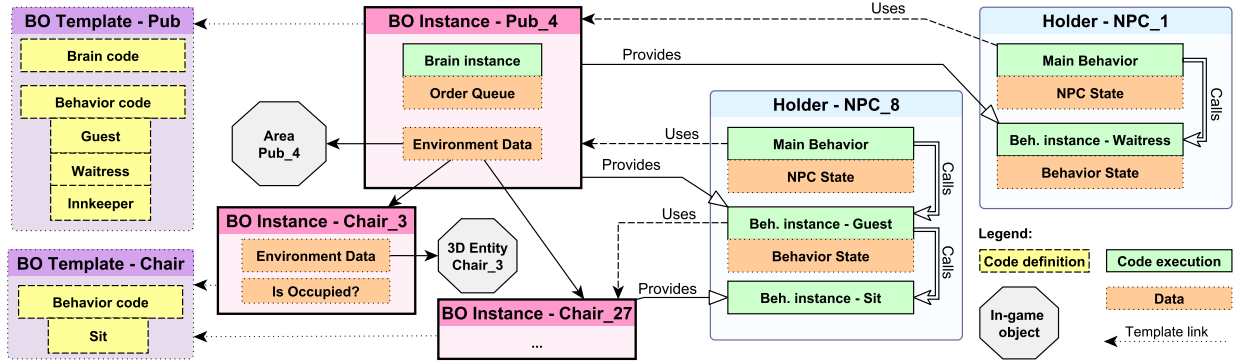 BO Template - Pub
Brain code
Behavior code
Guest
Waitress
Innkeeper
BO Template - Chair
Behavior code
Sit
BO Instance - Pub_4
Brain instance
Order Queue
Environment Data
Area
Pub_4
BO Instance - Chair_3
Environment Data
Is Occupied?
3D Entity
Chair_3
BO Instance - Chair_27
...
Uses
Provides
Uses
Provides
Uses
Provides
Holder - NPC_8
Main Behavior
NPC State
Calls
Beh. instance - Guest
Behavior State
Calls
Beh. instance - Sit
Holder - NPC_1
Main Behavior
NPC State
Calls
Beh. instance - Waitress
Behavior State
Legend:
Code definition
Code execution
In-game
object
Data
Template link